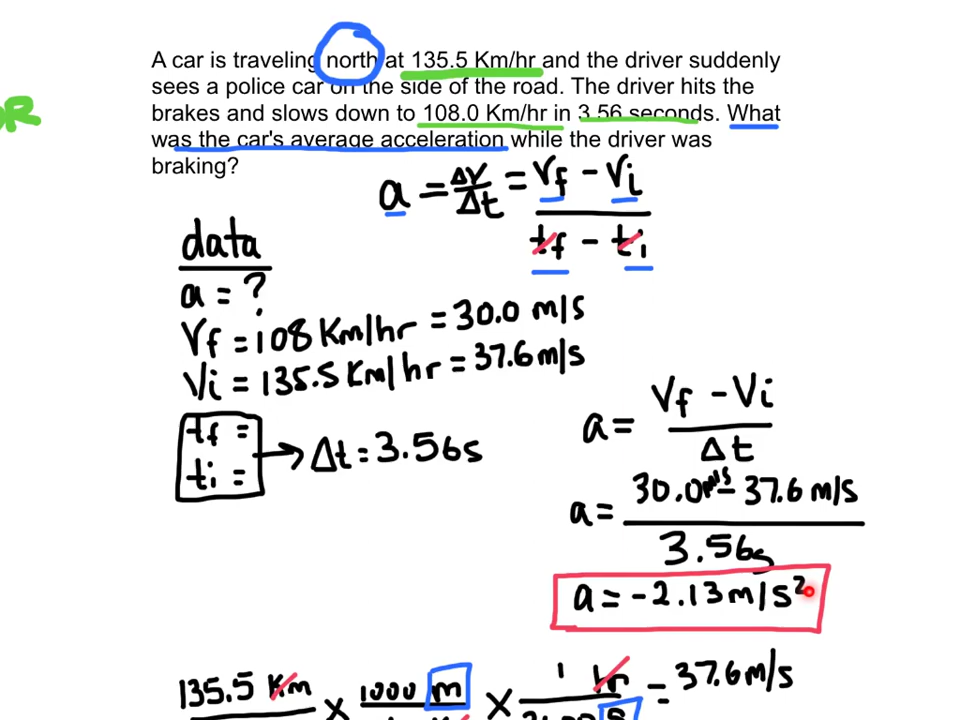 A car is traveling north at 135.5 Km/hr and the driver suddenly
sees a police car on the side of the road. The driver hits the
brakes and slows down to 108.0 Km/hr in 3.56 seconds. What
was the car's average acceleration while the driver was
braking?
OR
a = ΔV/Δt = Vf - Vi / tf - ti
data
a = ?
Vf = 108 Km/hr = 30.0 m/s
Vi = 135.5 Km/hr = 37.6 m/s
tf =
ti =
→ Δt = 3.56s
a = Vf - Vi / Δt
a = 30.0 m/s - 37.6 m/s / 3.56s
a = -2.13 m/s²
135.5 Km × 1000 m × 1 hr = 37.6 m/s